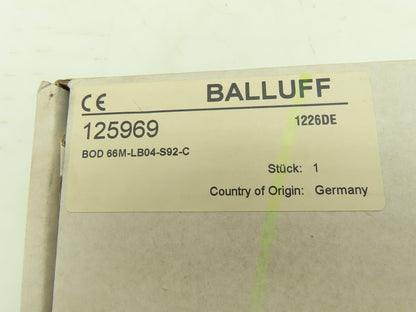 CE BALLUFF
125969 1226DE
BOD 66M-LB04-S92-C
Stück: 1
Country of Origin: Germany